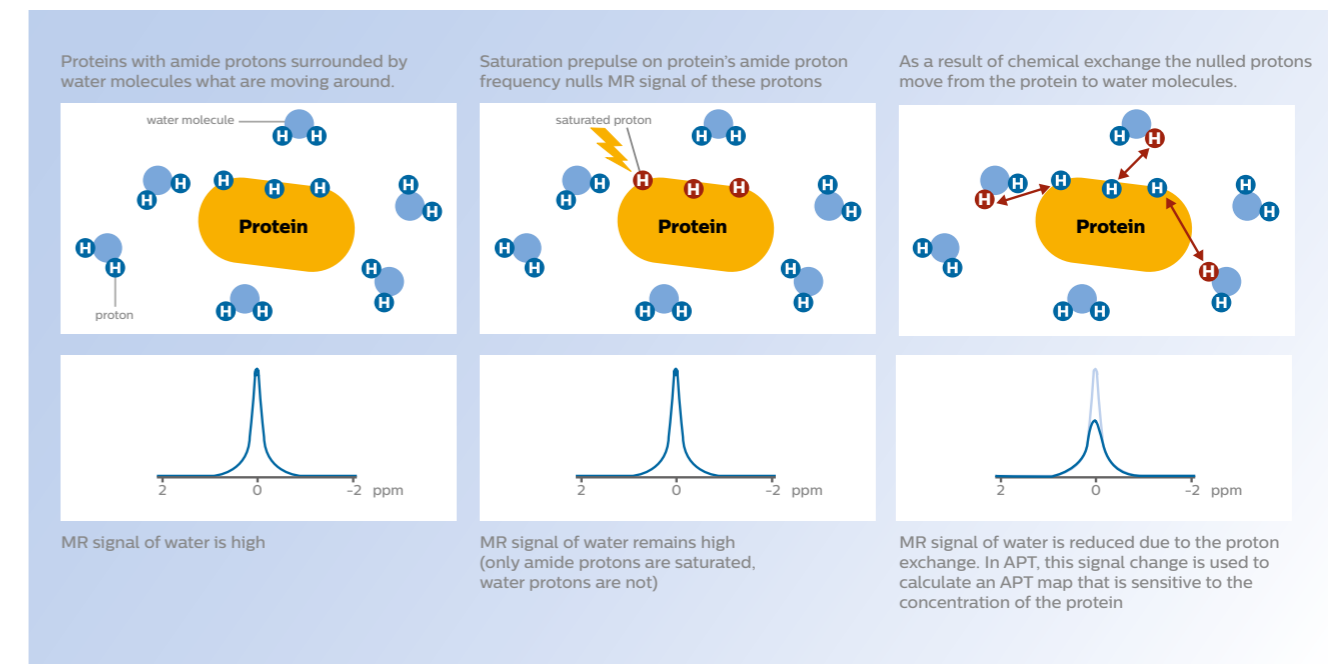 Proteins with amide protons surrounded by
water molecules what are moving around.
water molecule
H H
H H
H H H
H H
H H
H H
H H
Protein
proton
2 0 -2 ppm
MR signal of water is high
Saturation prepulse on protein's amide proton
frequency nulls MR signal of these protons
saturated proton
H H
H H
H H H
H H
H H
H H
H H
Protein
2 0 -2 ppm
MR signal of water remains high
(only amide protons are saturated,
water protons are not)
As a result of chemical exchange the nulled protons
move from the protein to water molecules.
H H
H H
H H H
H H
H H
H H
H H
Protein
2 0 -2 ppm
MR signal of water is reduced due to the proton
exchange. In APT, this signal change is used to
calculate an APT map that is sensitive to the
concentration of the protein